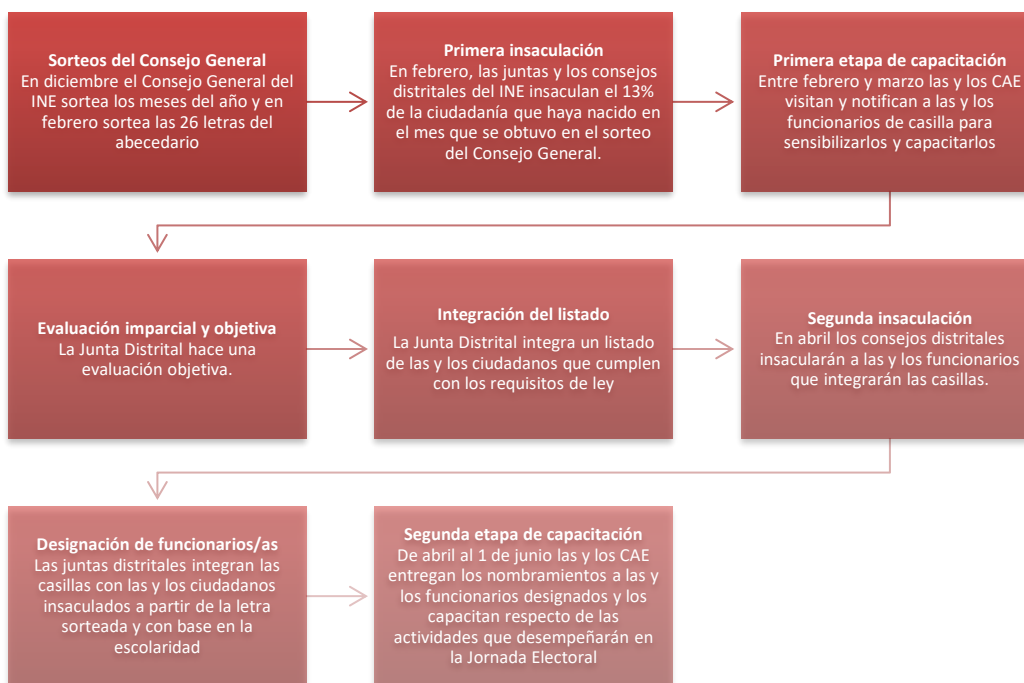 Sorteos del Consejo General
En diciembre el Consejo General del
INE sortea los meses del año y en
febrero sortea las 26 letras del
abecedario
Primera insaculación
En febrero, las juntas y los consejos
distritales del INE insaculan el 13%
de la ciudadanía que haya nacido en
el mes que se obtuvo en el sorteo
del Consejo General.
Primera etapa de capacitación
Entre febrero y marzo las y los CAE
visitan y notifican a las y los
funcionarios de casilla para
sensibilizarlos y capacitarlos
Evaluación imparcial y objetiva
La Junta Distrital hace una
evaluación objetiva.
Integración del listado
La Junta Distrital integra un listado
de las y los ciudadanos que cumplen
con los requisitos de ley
Segunda insaculación
En abril los consejos distritales
insacularán a las y los funcionarios
que integrarán las casillas.
Designación de funcionarios/as
Las juntas distritales integran las
casillas con las y los ciudadanos
insaculados a partir de la letra
sorteada y con base en la
escolaridad
Segunda etapa de capacitación
De abril al 1 de junio las y los CAE
entregan los nombramientos a las y
los funcionarios designados y los
capacitan respecto de las
actividades que desempeñarán en
la Jornada Electoral